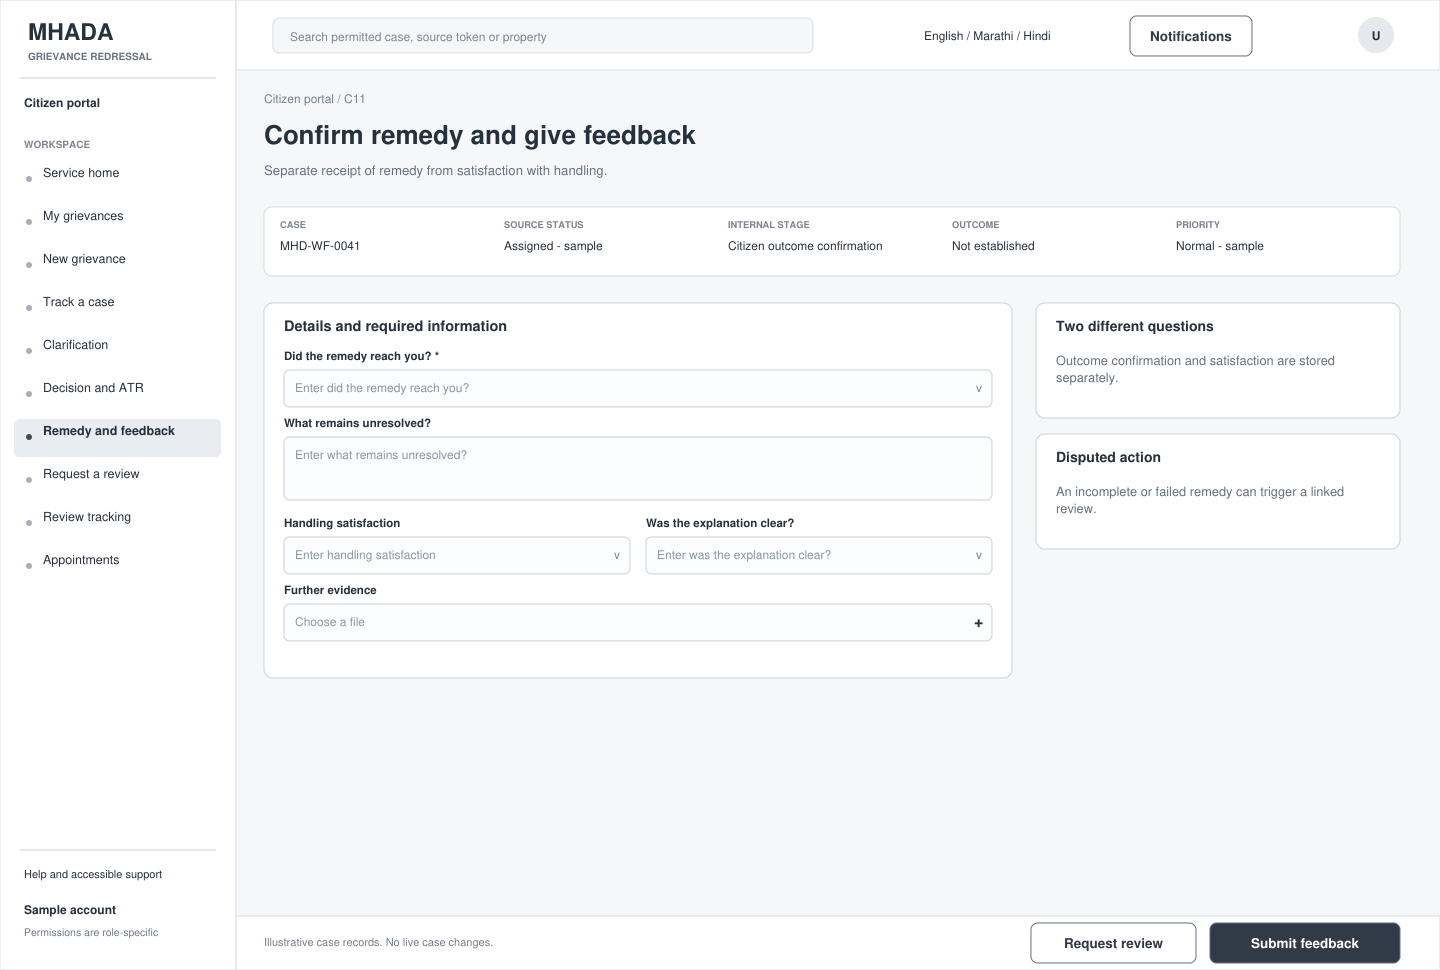 MHADA
GRIEVANCE REDRESSAL
Citizen portal
WORKSPACE
Service home
My grievances
New grievance
Track a case
Clarification
Decision and ATR
Remedy and feedback
Request a review
Review tracking
Appointments
Help and accessible support
Sample account
Permissions are role-specific
Search permitted case, source token or property
English / Marathi / Hindi
Notifications
U
Citizen portal / C11
Confirm remedy and give feedback
Separate receipt of remedy from satisfaction with handling.
CASE
MHD-WF-0041
SOURCE STATUS
Assigned - sample
INTERNAL STAGE
Citizen outcome confirmation
OUTCOME
Not established
PRIORITY
Normal - sample
Details and required information
Did the remedy reach you? *
Enter did the remedy reach you? v
What remains unresolved?
Enter what remains unresolved?
Handling satisfaction
Enter handling satisfaction v
Was the explanation clear?
Enter was the explanation clear? v
Further evidence
Choose a file +
Two different questions
Outcome confirmation and satisfaction are stored
separately.
Disputed action
An incomplete or failed remedy can trigger a linked
review.
Illustrative case records. No live case changes.
Request review
Submit feedback